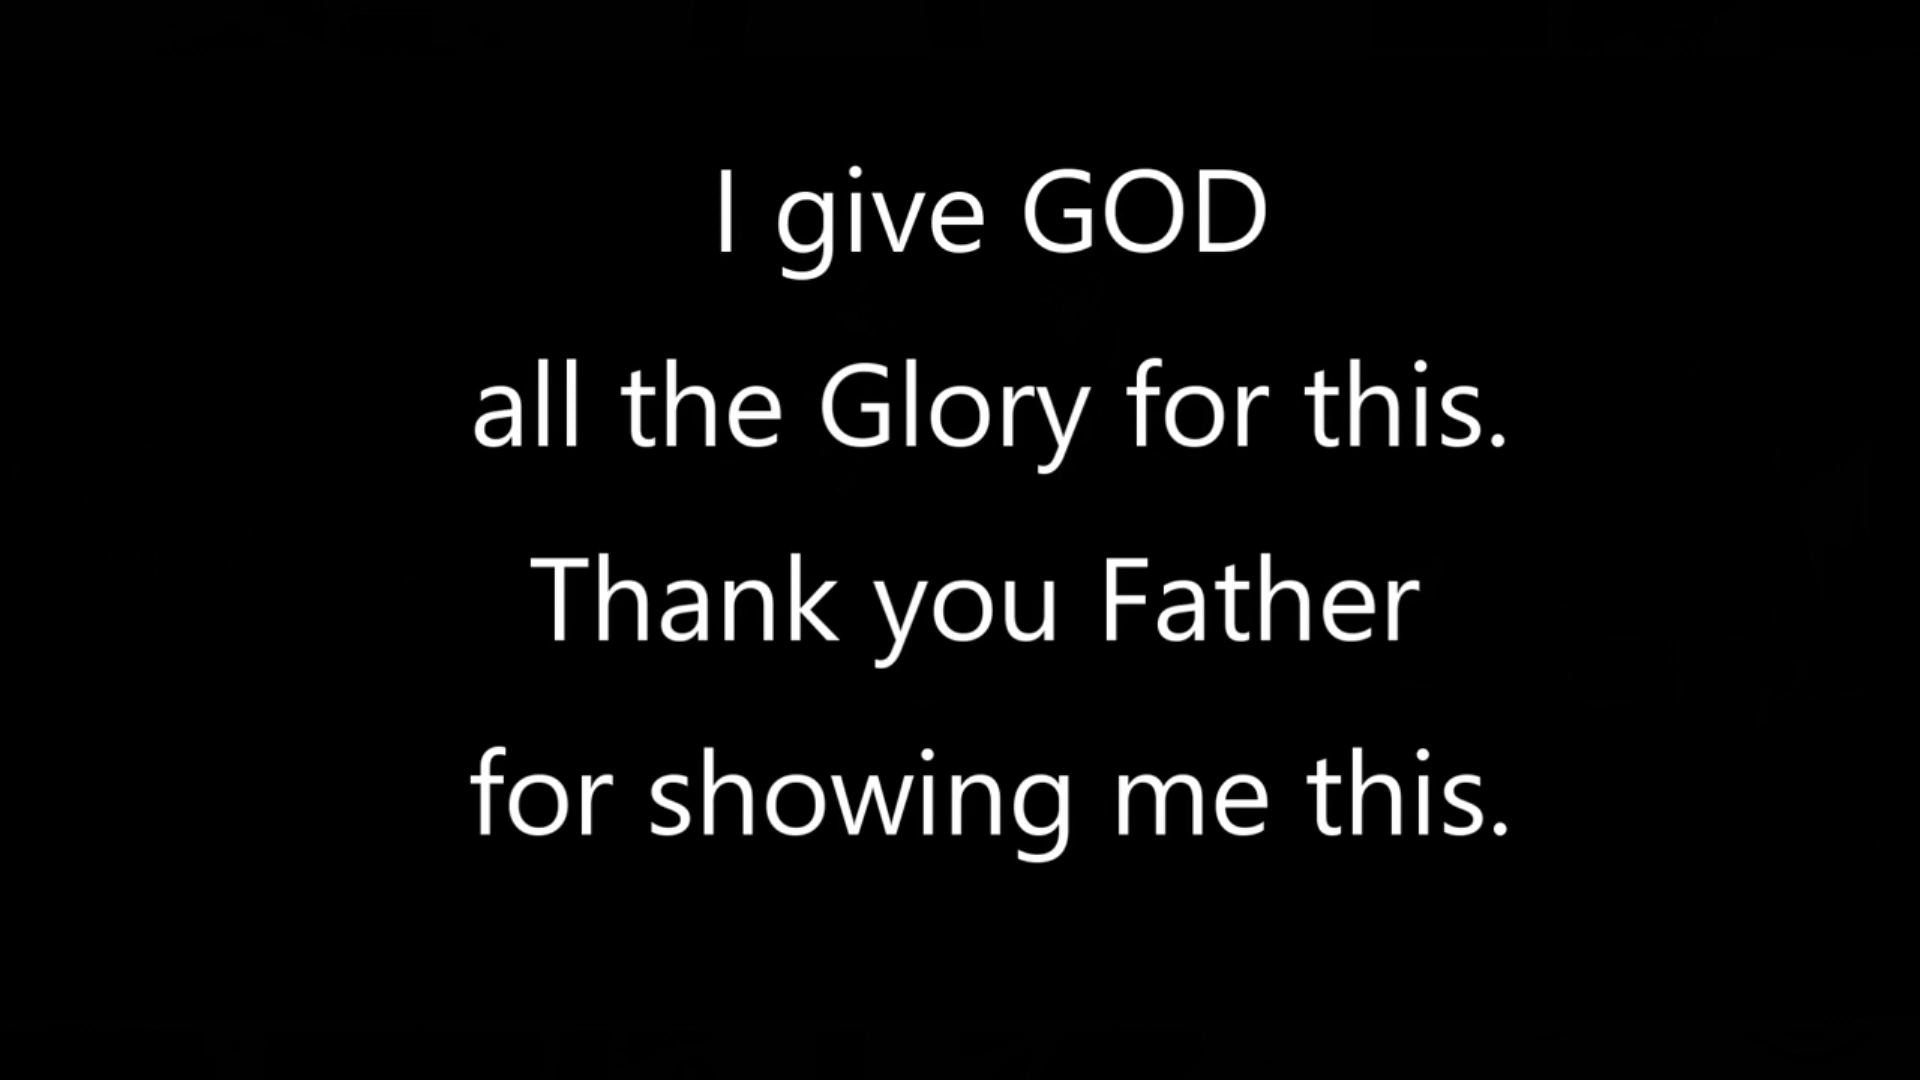 I give GOD
all the Glory for this.
Thank you Father
for showing me this.